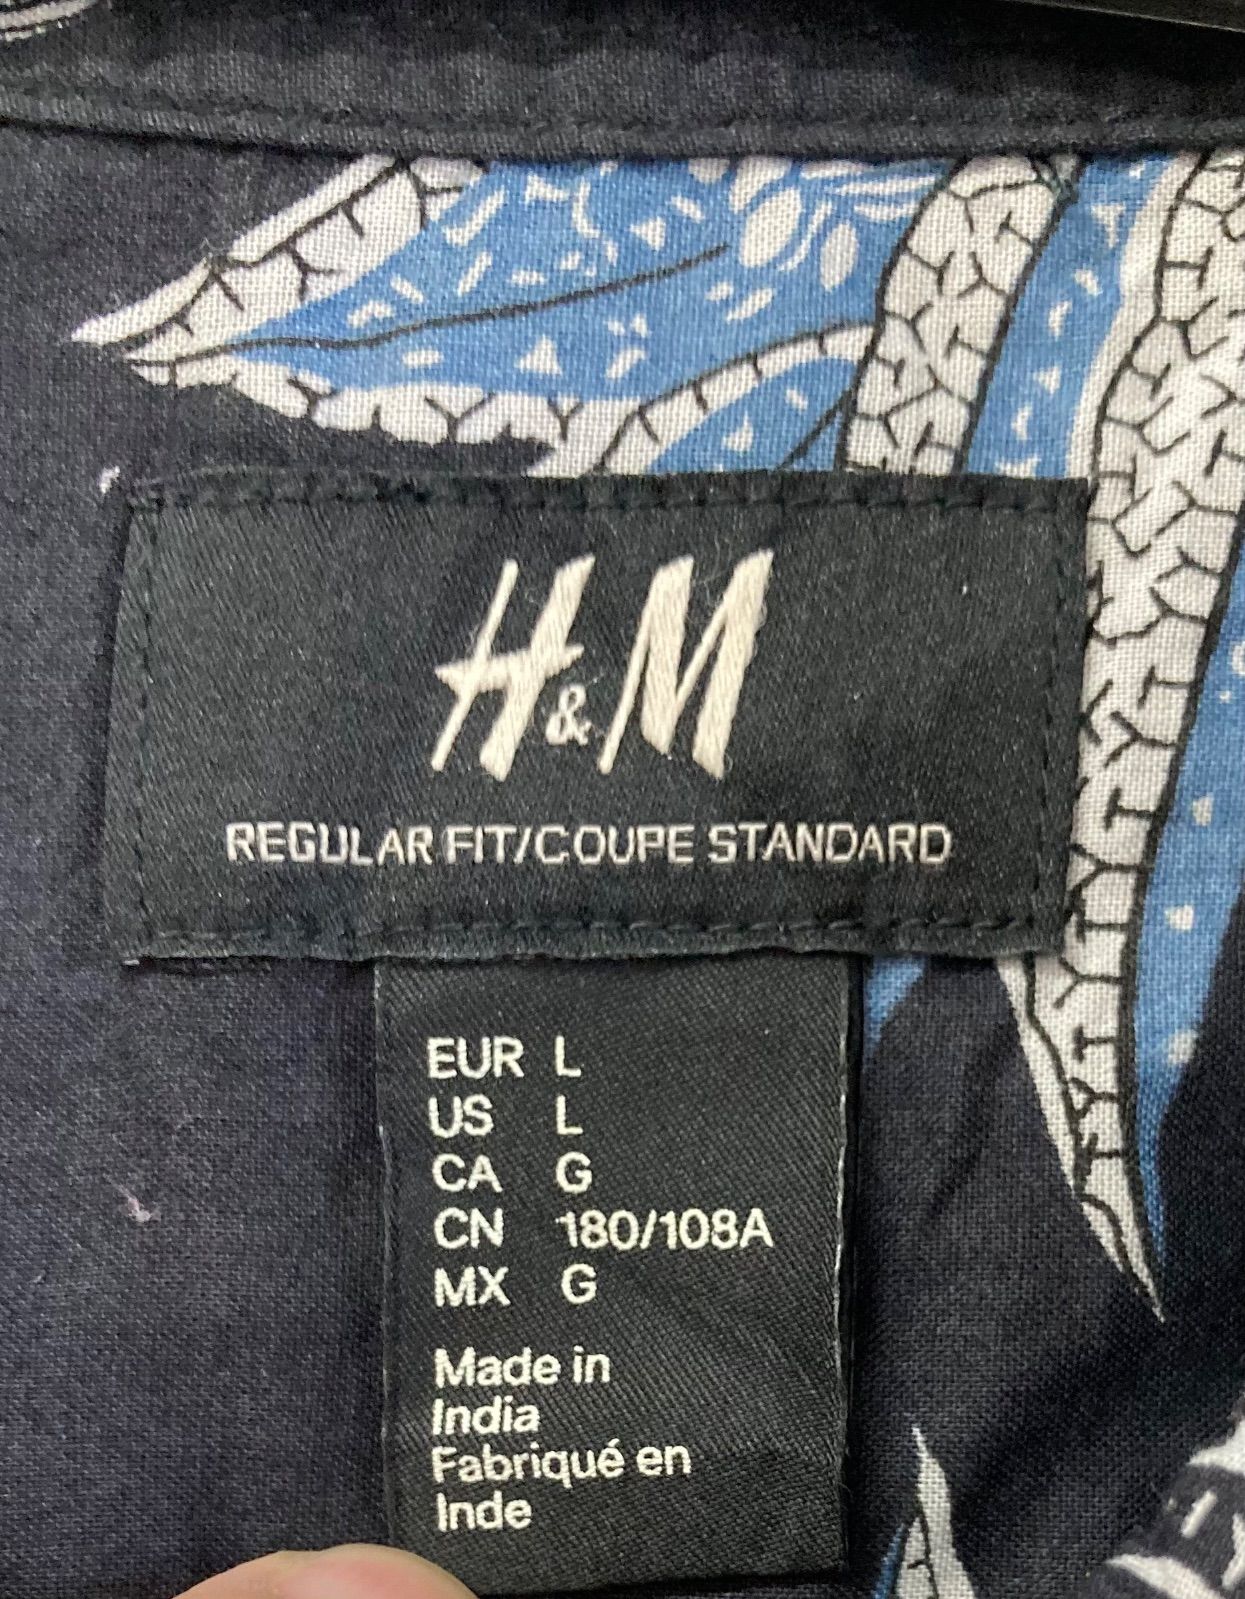 H&M
REGULAR FIT/COUPE STANDARD
EUR L
US L
CA G
CN 180/108A
MX G
Made in
India
Fabriqué en
Inde